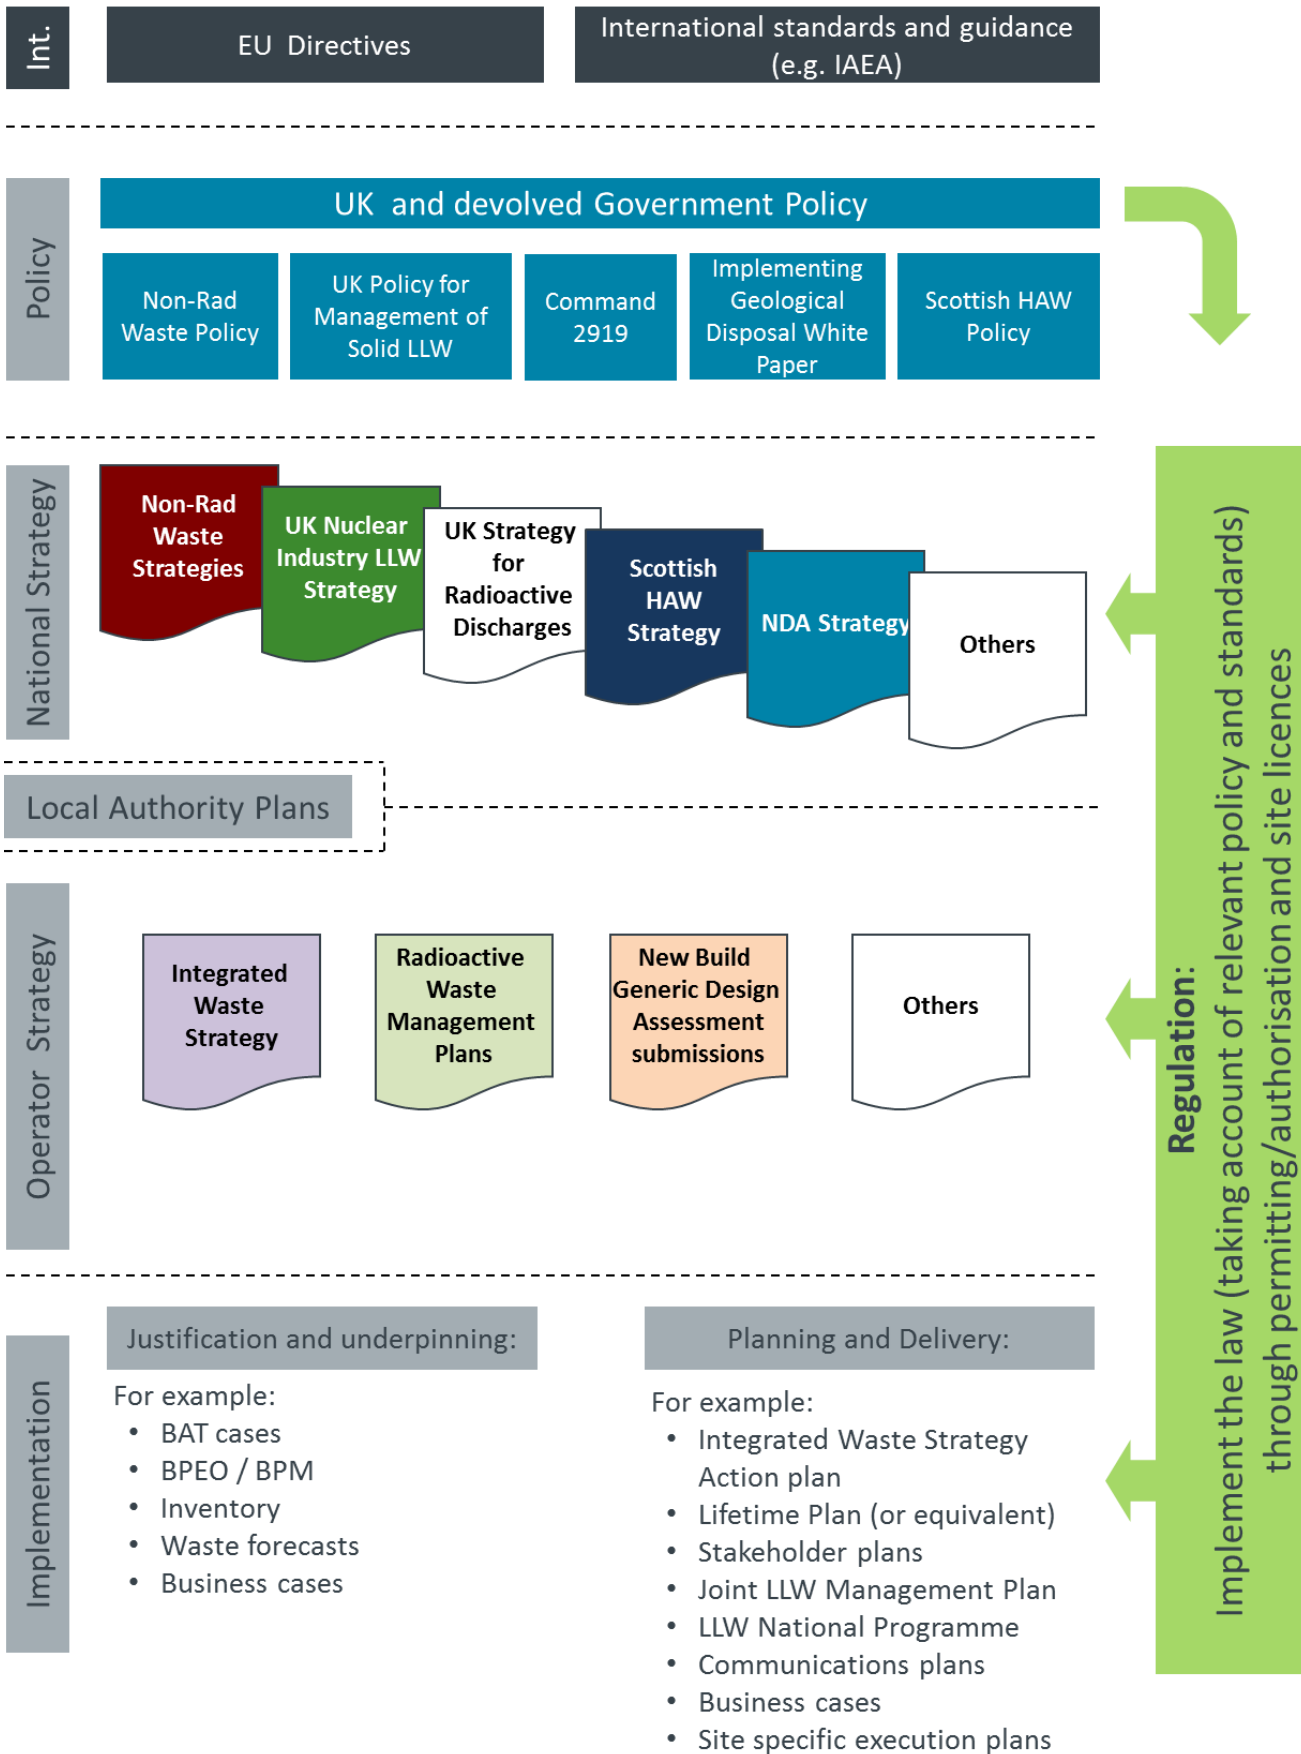 Int.
EU Directives
International standards and guidance
(e.g. IAEA)
Policy
UK and devolved Government Policy
Non-Rad
Waste Policy
UK Policy for
Management of
Solid LLW
Command
2919
Implementing
Geological
Disposal White
Paper
Scottish HAW
Policy
National Strategy
Non-Rad
Waste
Strategies
UK Nuclear
Industry LLW
Strategy
UK Strategy
for
Radioactive
Discharges
Scottish
HAW
Strategy
NDA Strategy
Others
Local Authority Plans
Operator Strategy
Integrated
Waste
Strategy
Radioactive
Waste
Management
Plans
New Build
Generic Design
Assessment
submissions
Others
Implementation
Justification and underpinning:
For example:
• BAT cases
• BPEO / BPM
• Inventory
• Waste forecasts
• Business cases
Planning and Delivery:
For example:
• Integrated Waste Strategy
Action plan
• Lifetime Plan (or equivalent)
• Stakeholder plans
• Joint LLW Management Plan
• LLW National Programme
• Communications plans
• Business cases
• Site specific execution plans
Regulation:
Implement the law (taking account of relevant policy and standards)
through permitting/authorisation and site licences